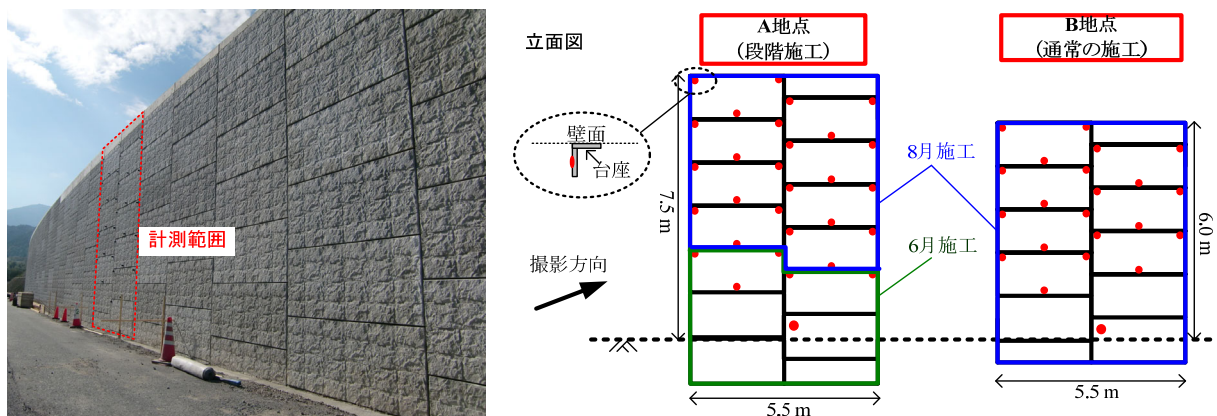 計測範囲
立面図
A地点
(段階施工)
B地点
(通常の施工)
壁面
台座
7.5 m
8月施工
6月施工
6.0 m
撮影方向
5.5 m
5.5 m